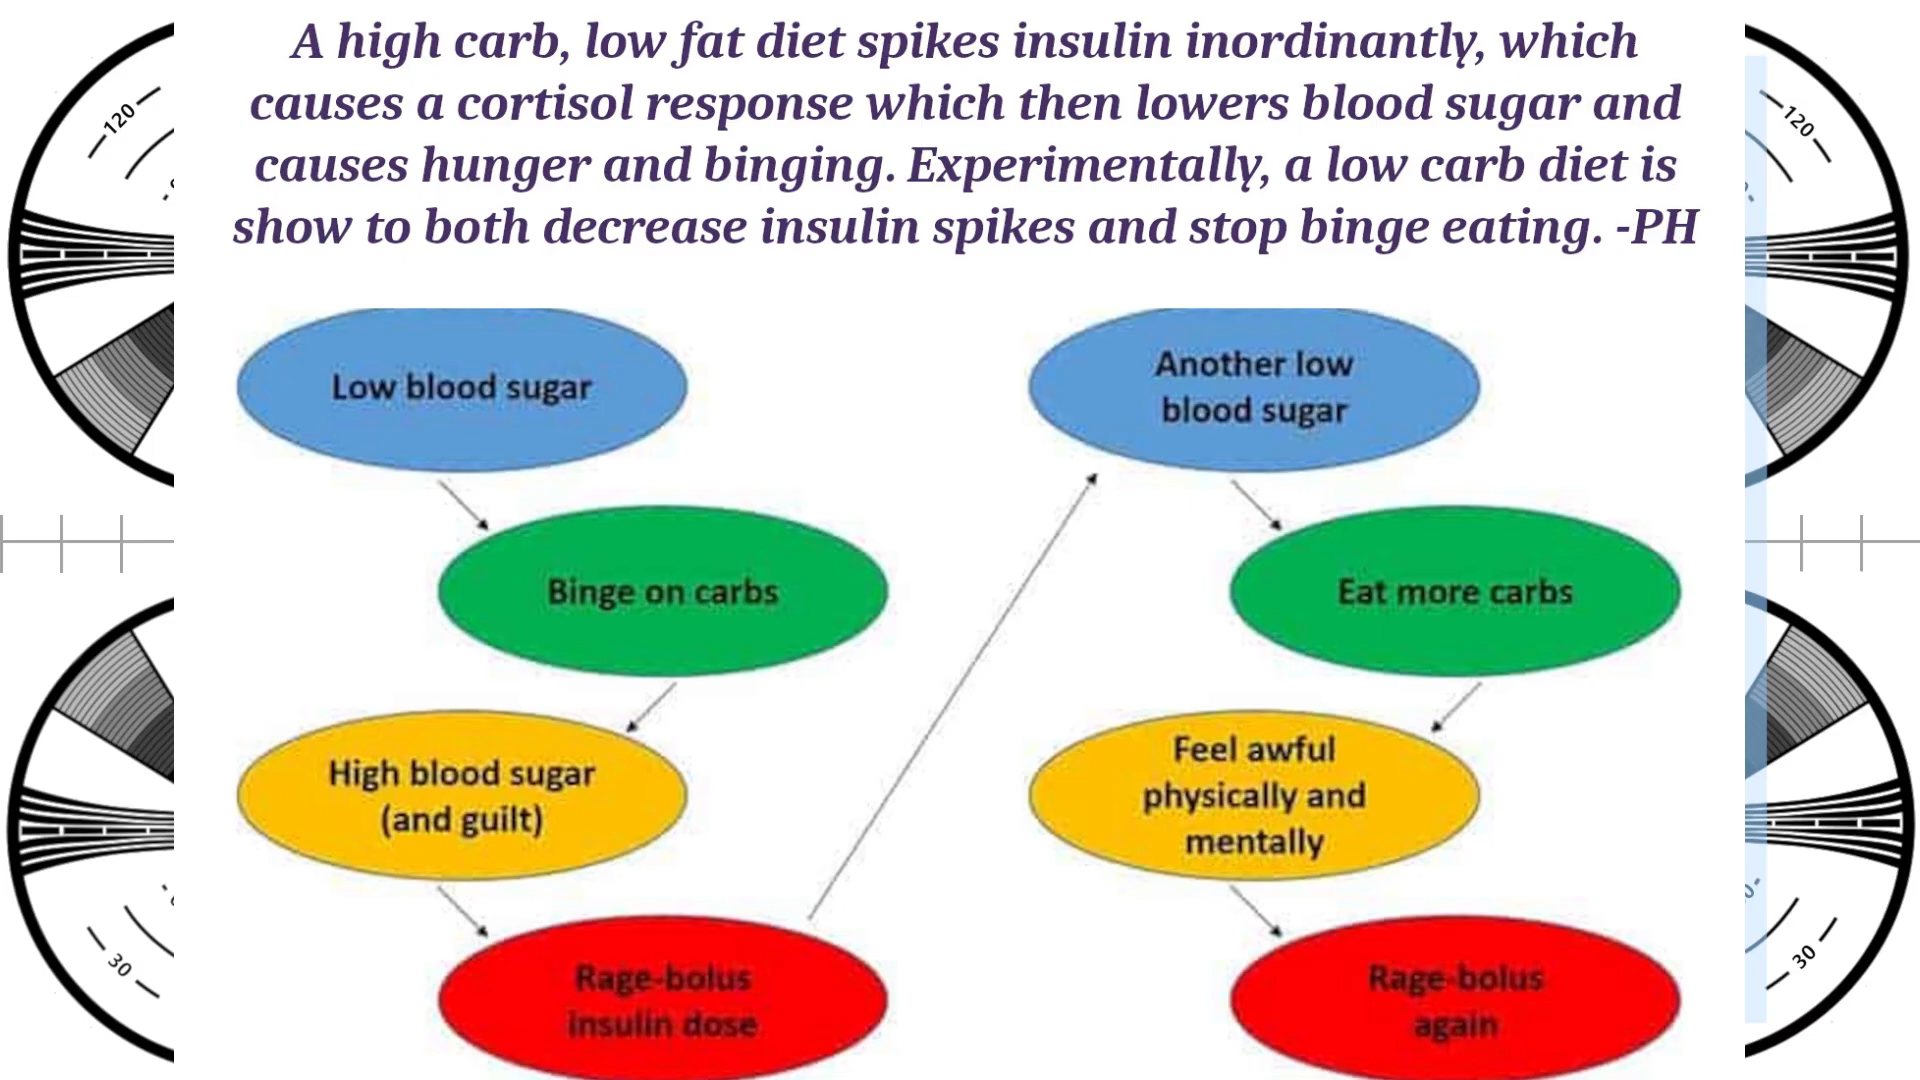 A high carb, low fat diet spikes insulin inordinantly, which
causes a cortisol response which then lowers blood sugar and
causes hunger and binging. Experimentally, a low carb diet is
show to both decrease insulin spikes and stop binge eating. -PH
120
120
Low blood sugar
Another low
blood sugar
Binge on carbs
Eat more carbs
High blood sugar
(and guilt)
Feel awful
physically and
mentally
Rage-bolus
insulin dose
Rage-bolus
again
30
30